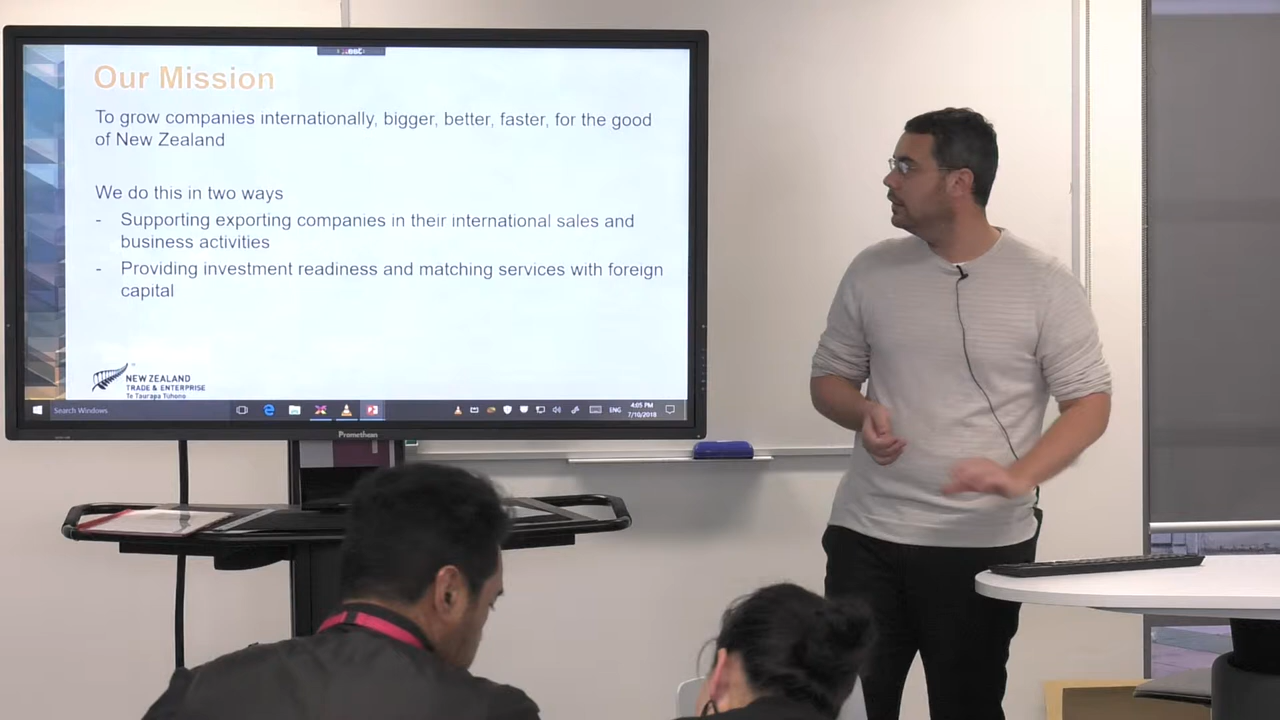 Our Mission
To grow companies internationally, bigger, better, faster, for the good
of New Zealand
We do this in two ways
- Supporting exporting companies in their international sales and
business activities
- Providing investment readiness and matching services with foreign
capital
NEW ZEALAND
TRADE & ENTERPRISE
Te Taurapa Tūhono
Search Windows
ENG
4:05 PM
7/10/2018
Promethean